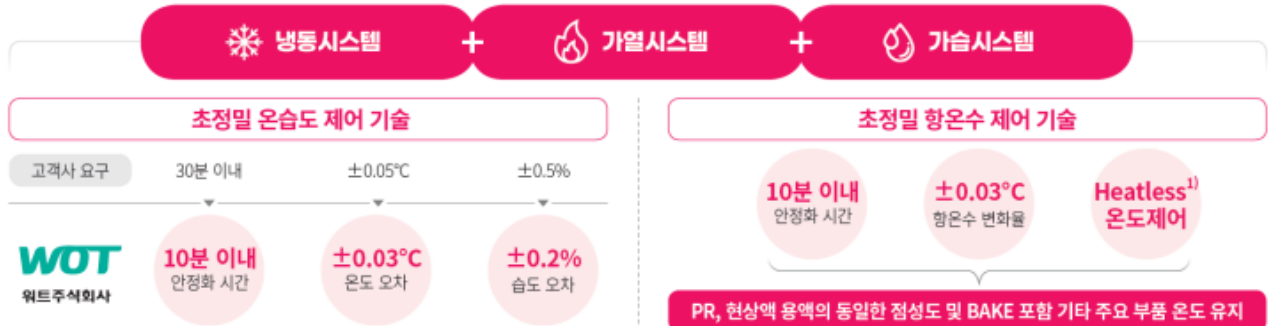 냉동시스템 + 가열시스템 + 가습시스템
초정밀 온습도 제어 기술
고객사 요구 30분 이내 ±0.05℃ ±0.5%
WOT
워트주식회사
10분 이내
안정화 시간
±0.03℃
온도 오차
±0.2%
습도 오차
초정밀 항온수 제어 기술
10분 이내
안정화 시간
±0.03℃
항온수 변화율
Heatless1)
온도제어
PR, 현상액 용액의 동일한 점성도 및 BAKE 포함 기타 주요 부품 온도 유지